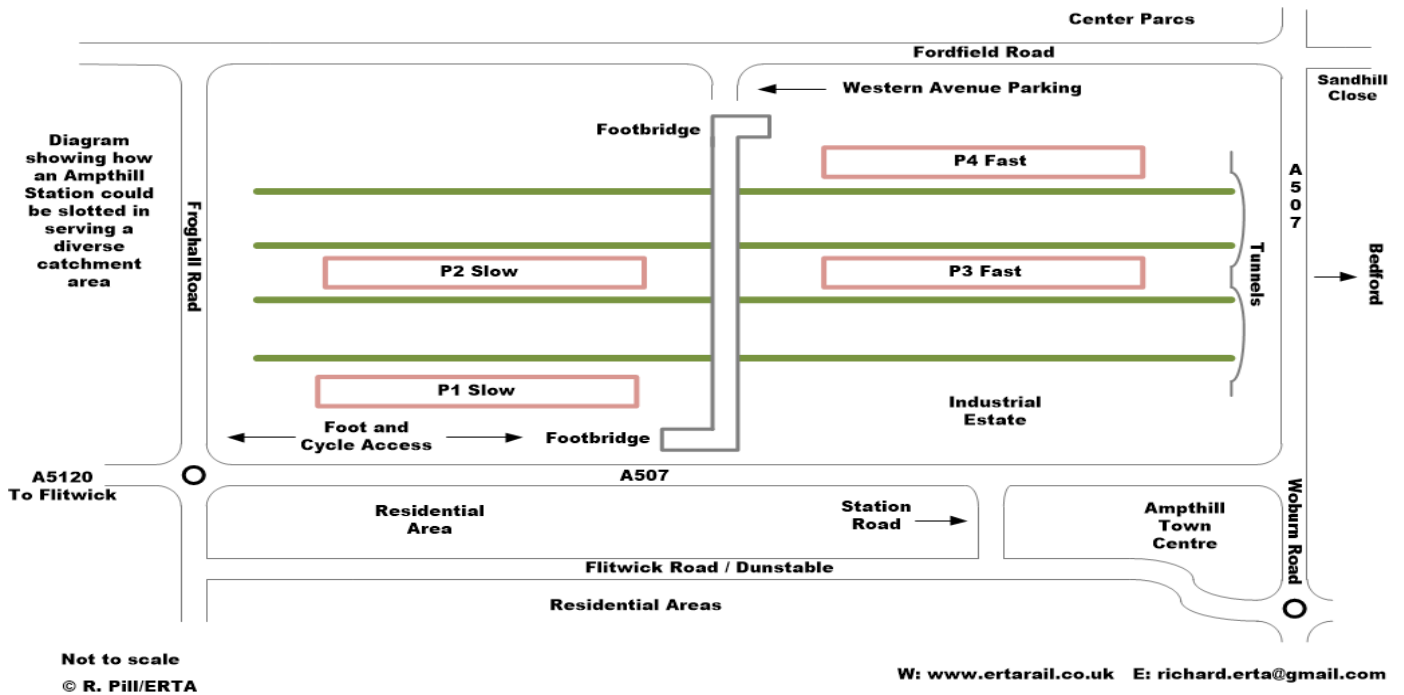 Center Parcs
Fordfield Road
Western Avenue Parking
Sandhill
Close
Footbridge
Diagram
showing how
an Ampthill
Station could
be slotted in
serving a
diverse
catchment
area
P4 Fast
A507
Froghall Road
P2 Slow
P3 Fast
Tunnels
Bedford
P1 Slow
Industrial
Estate
Foot and
Cycle Access
Footbridge
A5120
To Flitwick
A507
Woburn Road
Residential
Area
Station
Road
Ampthill
Town
Centre
Flitwick Road / Dunstable
Residential Areas
Not to scale
© R. Pill/ERTA
W: www.ertarail.co.uk E: richard.erta@gmail.com